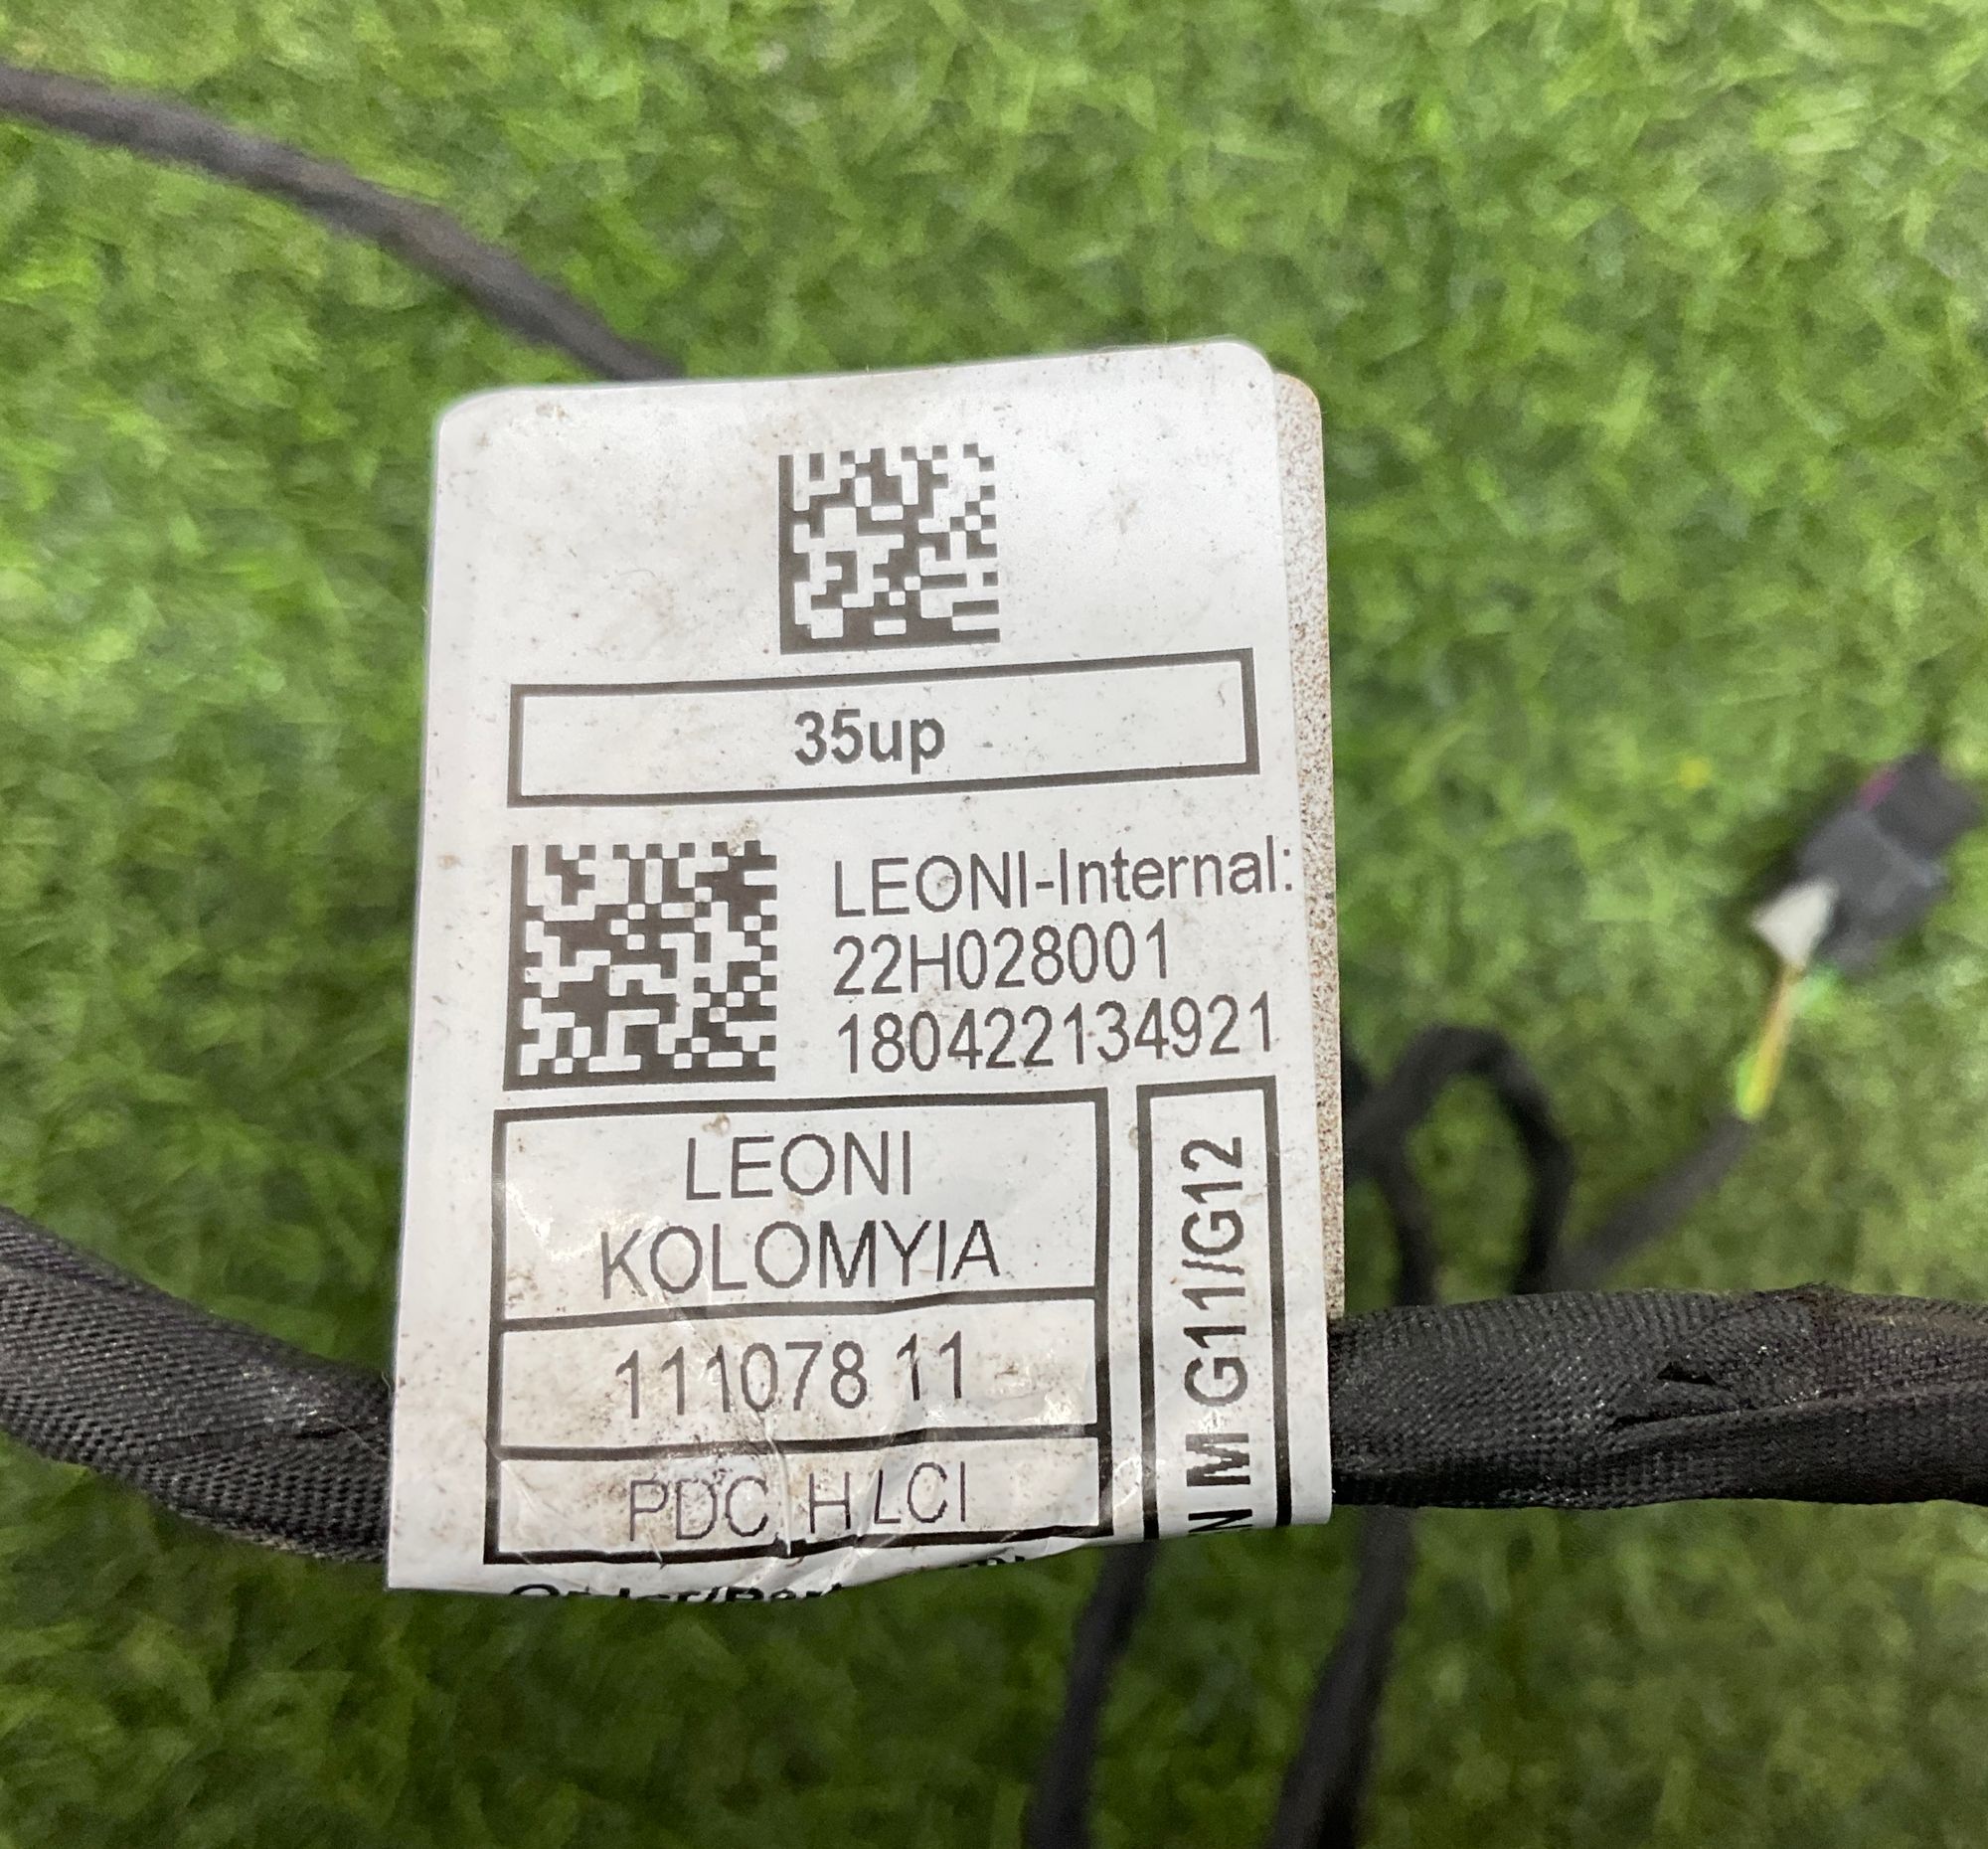 35up
LEONI-Internal:
22H028001
180422134921
LEONI
KOLOMYIA
111078 11
PDC H LCI
M G11/G12